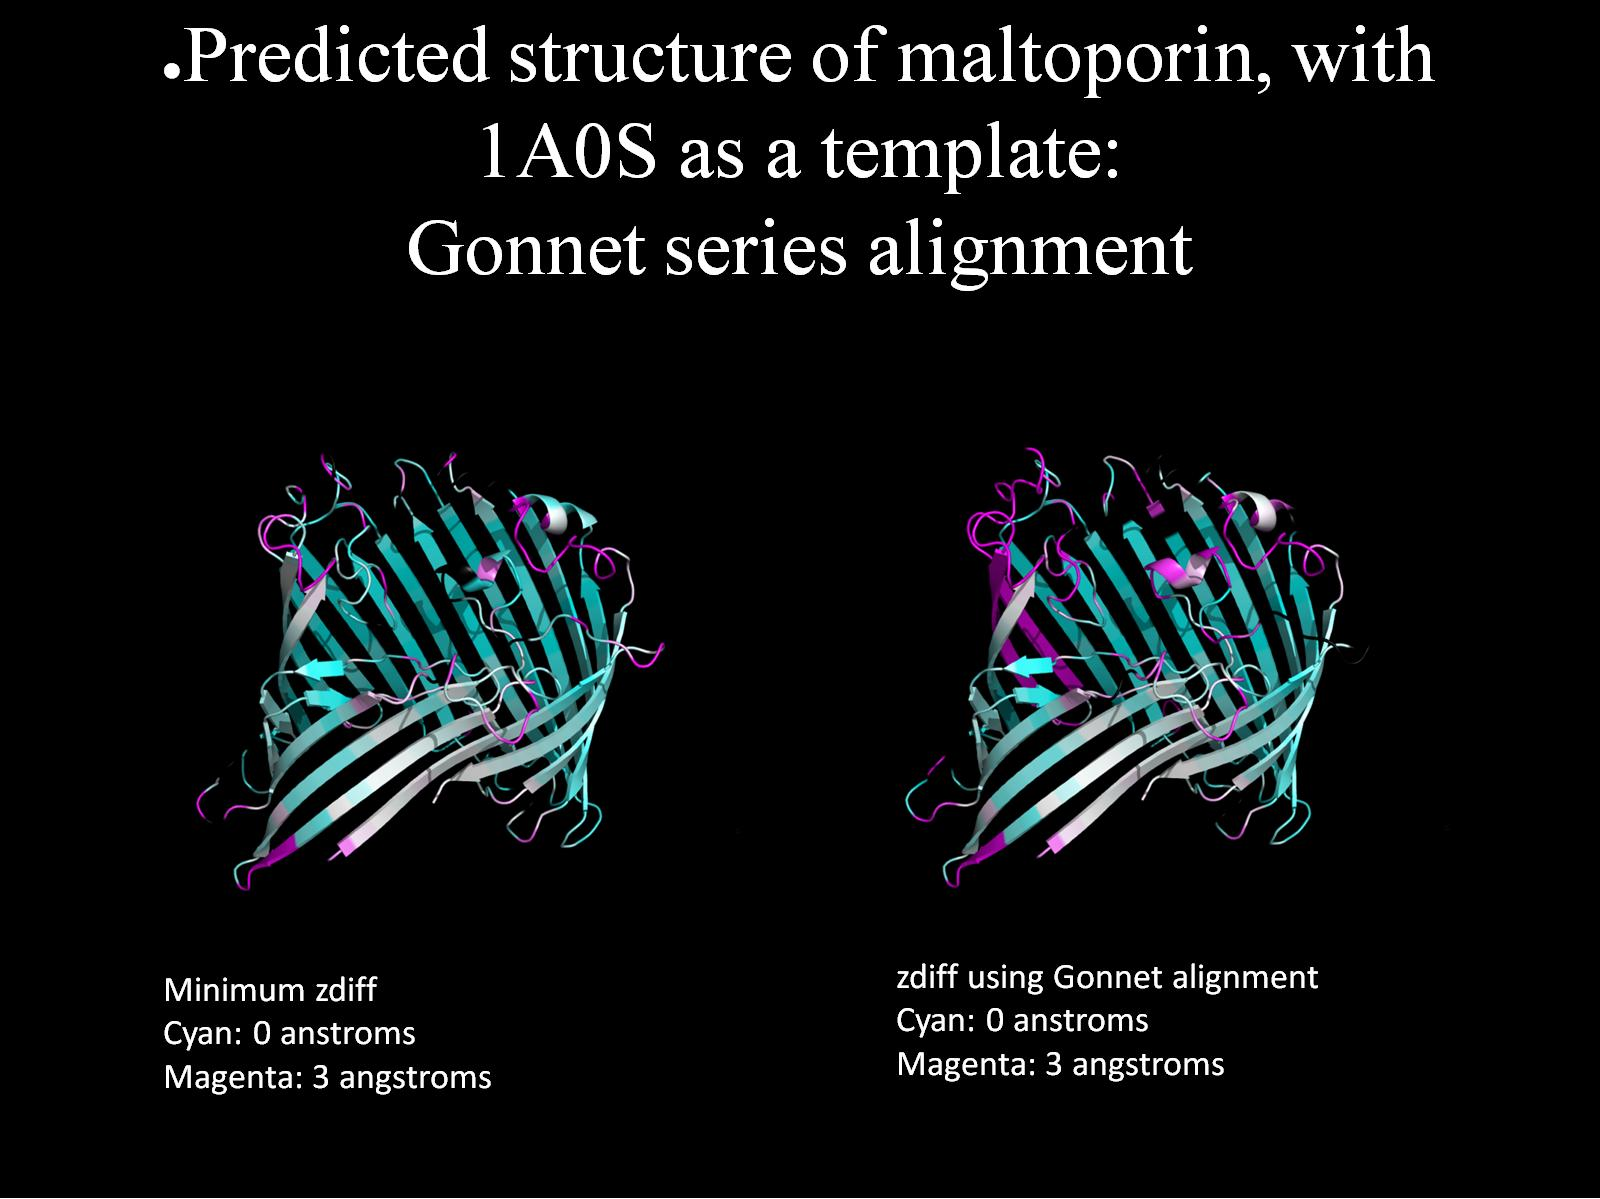 •Predicted structure of maltoporin, with
1A0S as a template:
Gonnet series alignment
Minimum zdiff
Cyan: 0 anstroms
Magenta: 3 angstroms
zdiff using Gonnet alignment
Cyan: 0 anstroms
Magenta: 3 angstroms